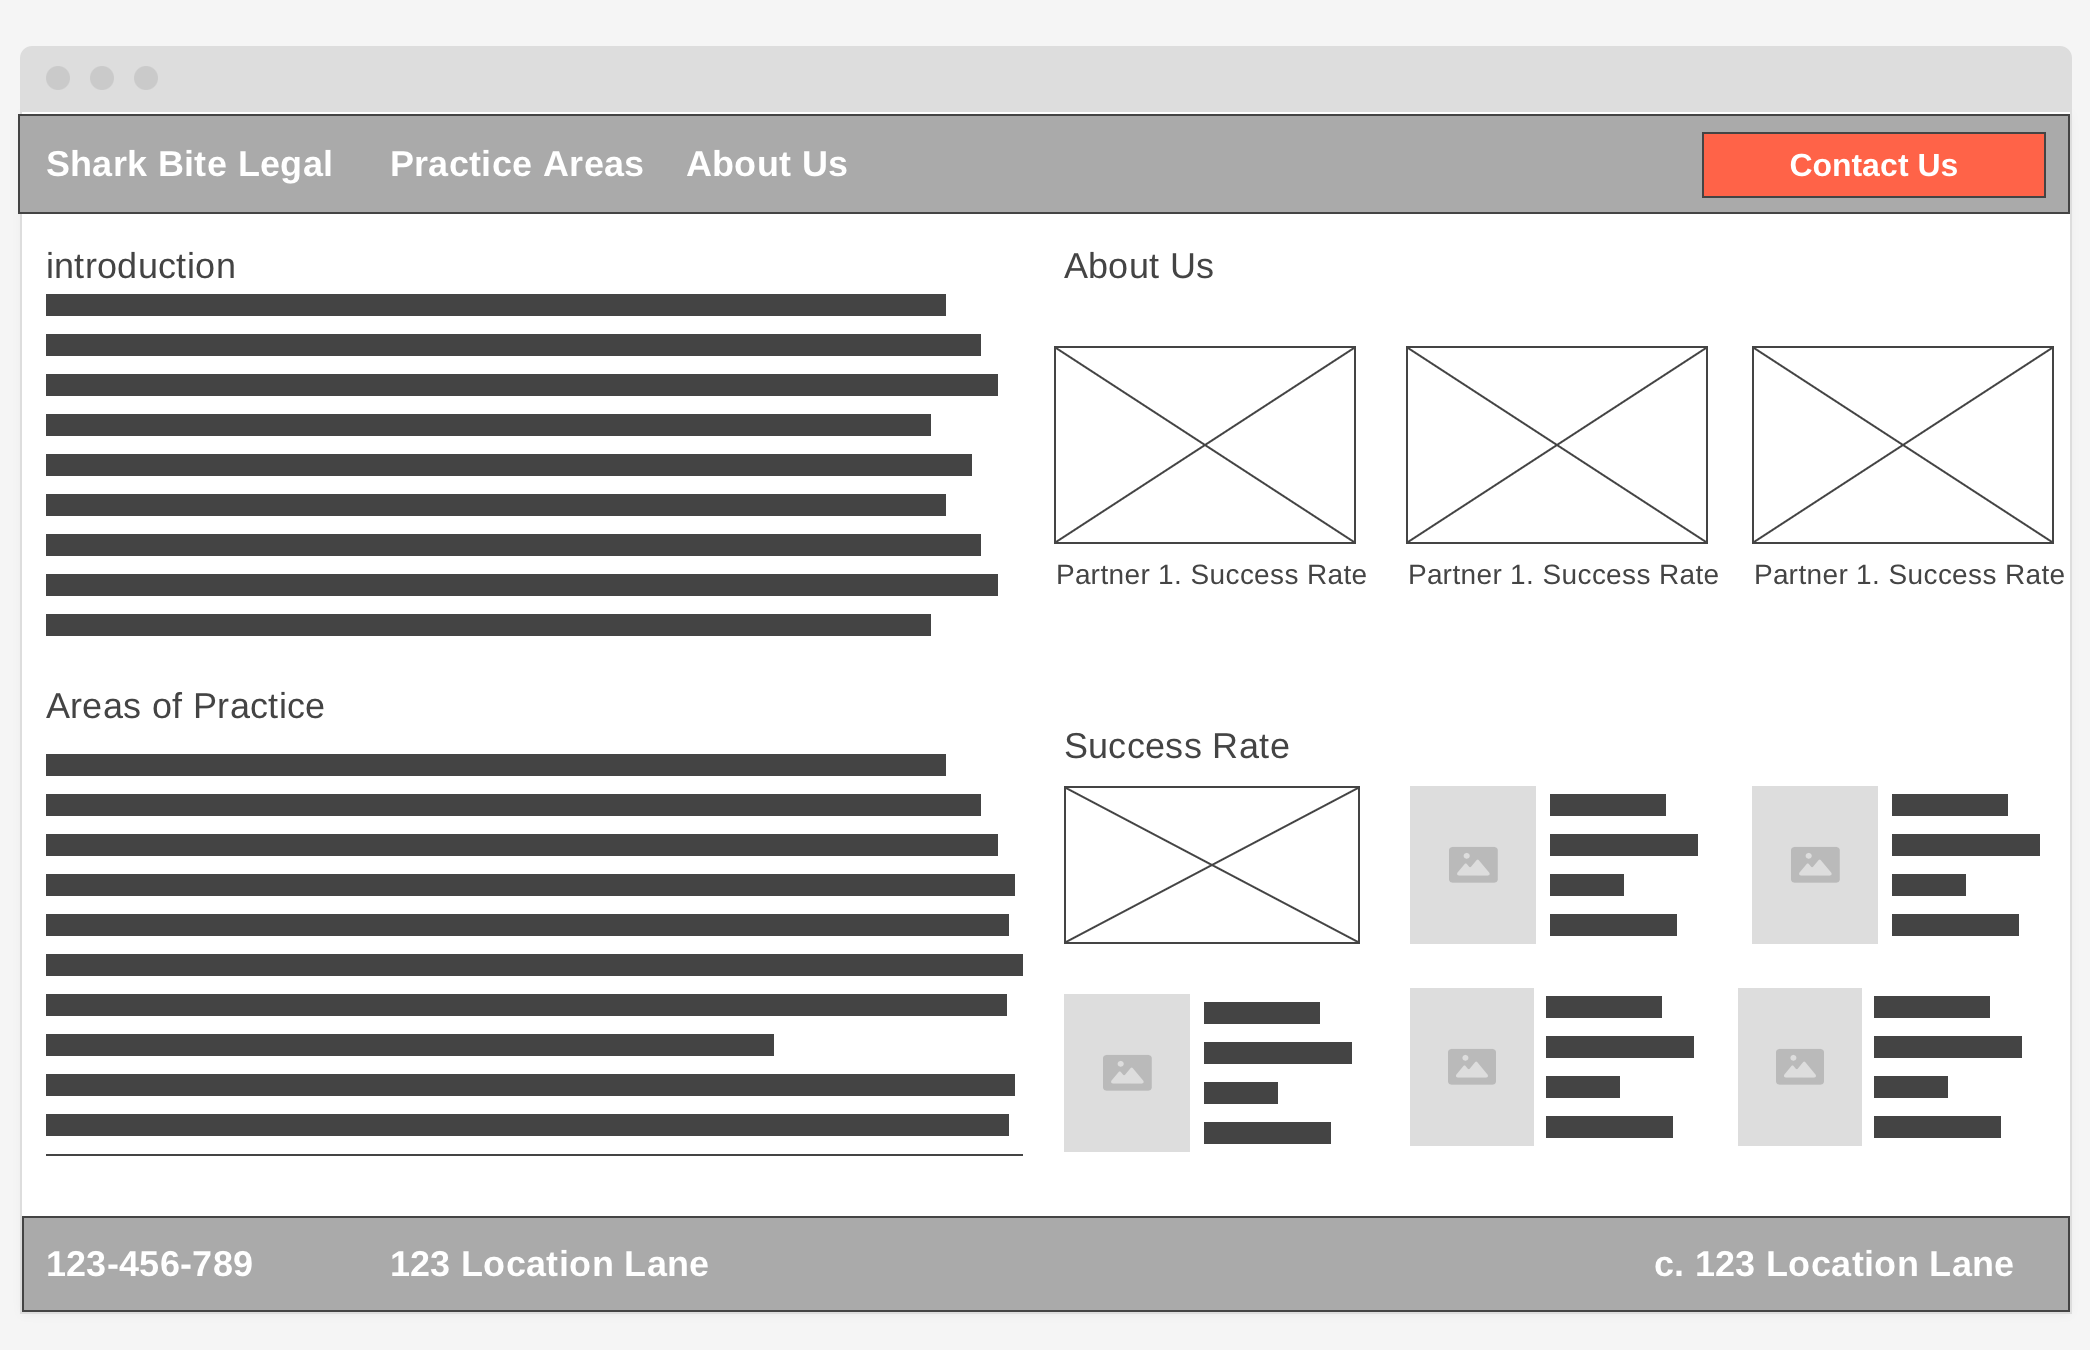 Shark Bite Legal Practice Areas About Us Contact Us
introduction
About Us
Partner 1. Success Rate Partner 1. Success Rate Partner 1. Success Rate
Areas of Practice
Success Rate
123-456-789 123 Location Lane c. 123 Location Lane